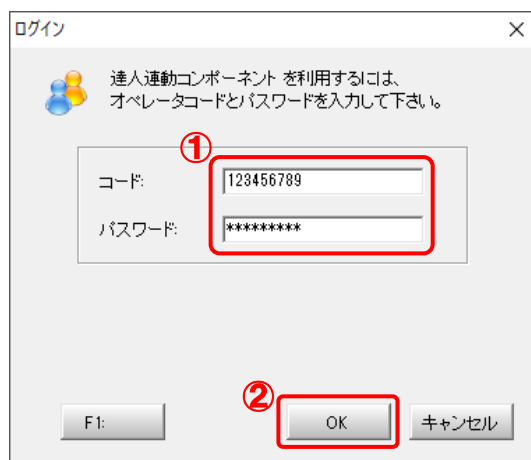 ログイン
達人連動コンポーネント を利用するには、
オペレータコードとパスワードを入力して下さい。
①
コード: 123456789
パスワード: *********
②
F1: OK キャンセル